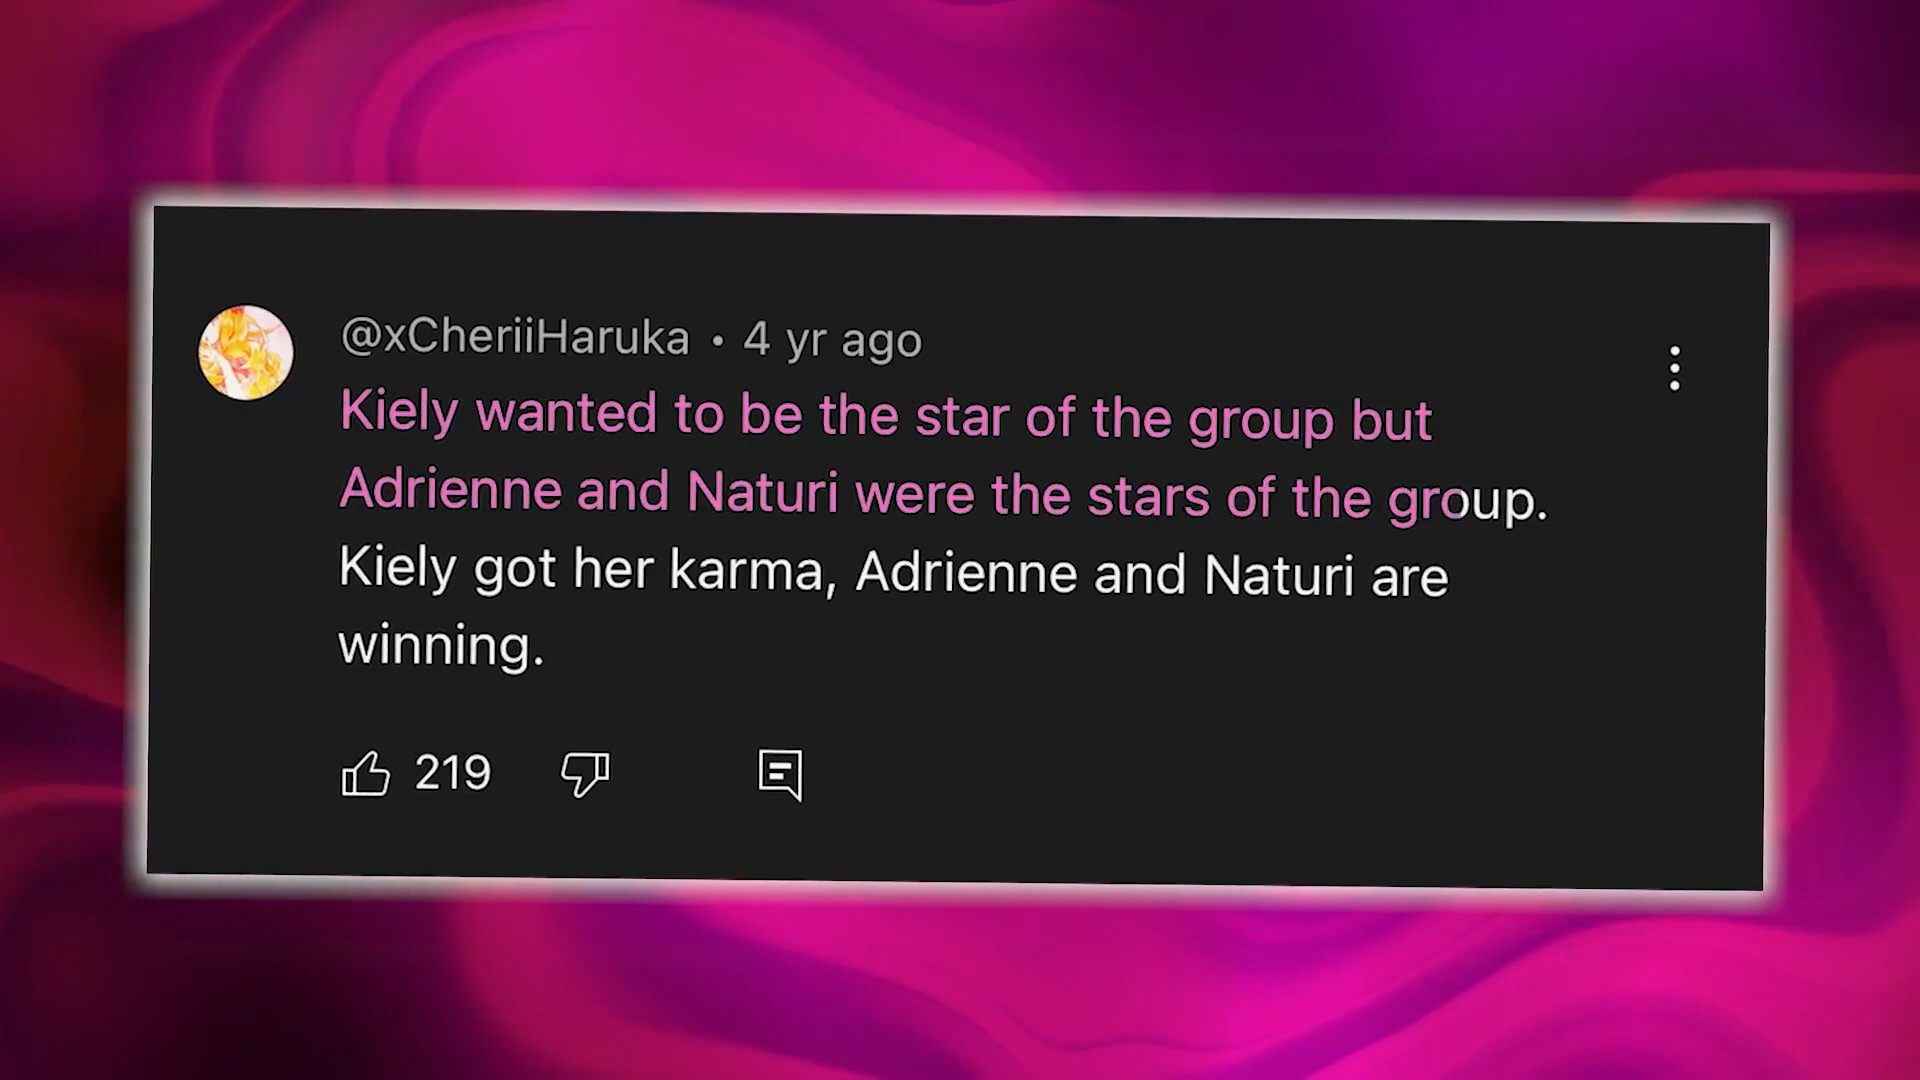 @xCheriiHaruka • 4 yr ago
Kiely wanted to be the star of the group but
Adrienne and Naturi were the stars of the group.
Kiely got her karma, Adrienne and Naturi are
winning.
219